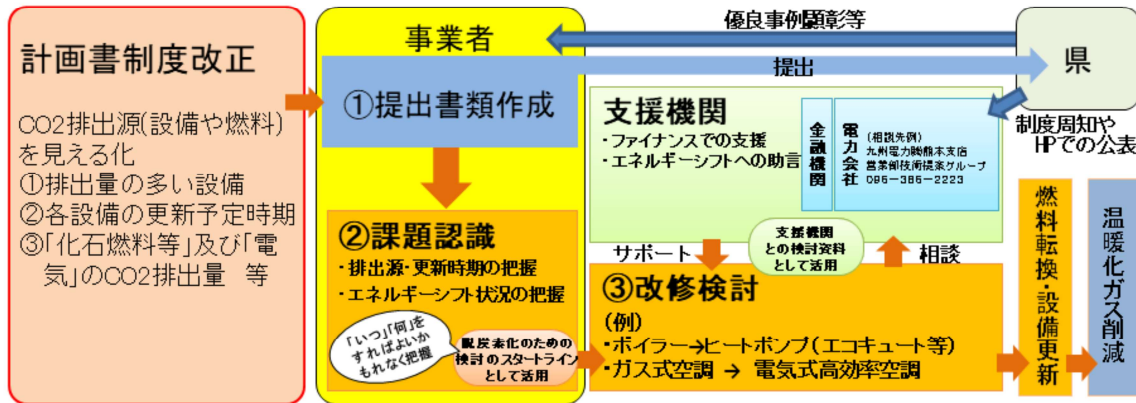 計画書制度改正
CO2排出源(設備や燃料)
を見える化
①排出量の多い設備
②各設備の更新予定時期
③「化石燃料等」及び「電
気」のCO2排出量 等
事業者
①提出書類作成
②課題認識
・排出源・更新時期の把握
・エネルギーシフト状況の把握
「いつ」「何」を
すればよいか
もれなく把握
脱炭素化のための
検討のスタートライン
として活用
優良事例顕彰等
提出
県
制度周知や
HPでの公表
支援機関
・ファイナンスでの支援
・エネルギーシフトへの助言
金融機関
電力会社
(相談先例)
九州電力㈱熊本支店
営業部技術提案グループ
096-386-2223
サポート
支援機関
との検討資料
として活用
相談
③改修検討
(例)
・ボイラー→ヒートポンプ(エコキュート等)
・ガス式空調 → 電気式高効率空調
燃料転換・設備更新
温暖化ガス削減